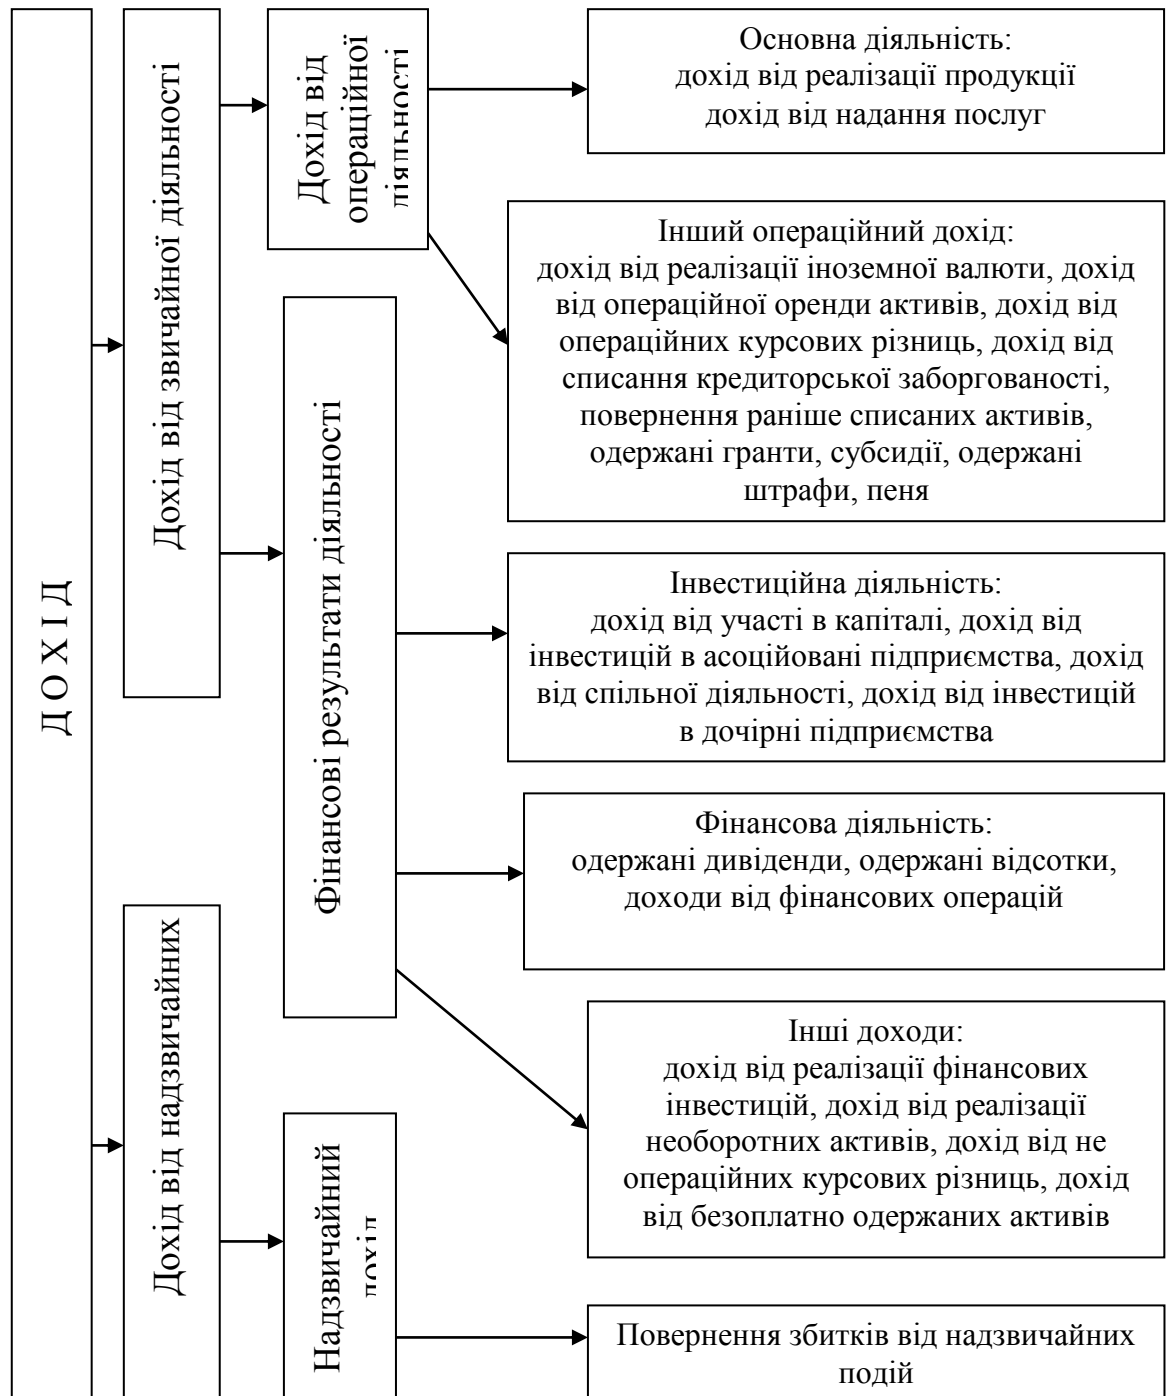 Д О Х І Д
Дохід від звичайної діяльності
Дохід від
операційної
діяльності
Основна діяльність:
дохід від реалізації продукції
дохід від надання послуг
Інший операційний дохід:
дохід від реалізації іноземної валюти, дохід
від операційної оренди активів, дохід від
операційних курсових різниць, дохід від
списання кредиторської заборгованості,
повернення раніше списаних активів,
одержані гранти, субсидії, одержані
штрафи, пеня
Фінансові результати діяльності
Інвестиційна діяльність:
дохід від участі в капіталі, дохід від
інвестицій в асоційовані підприємства, дохід
від спільної діяльності, дохід від інвестицій
в дочірні підприємства
Фінансова діяльність:
одержані дивіденди, одержані відсотки,
доходи від фінансових операцій
Інші доходи:
дохід від реалізації фінансових
інвестицій, дохід від реалізації
необоротних активів, дохід від не
операційних курсових різниць, дохід
від безоплатно одержаних активів
Дохід від надзвичайних
Надзвичайний
дохід
Повернення збитків від надзвичайних
подій